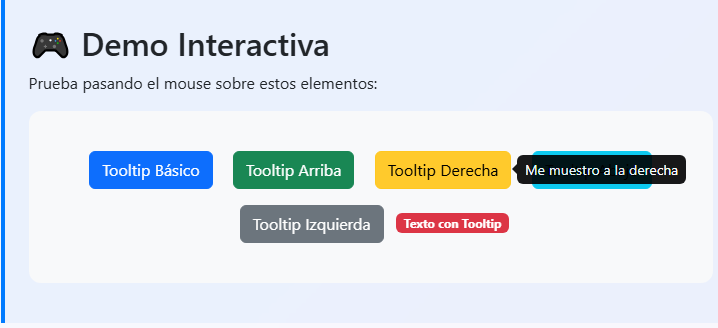 Demo Interactiva
Prueba pasando el mouse sobre estos elementos:
Tooltip Básico
Tooltip Arriba
Tooltip Derecha
Me muestro a la derecha
Tooltip Izquierda
Texto con Tooltip